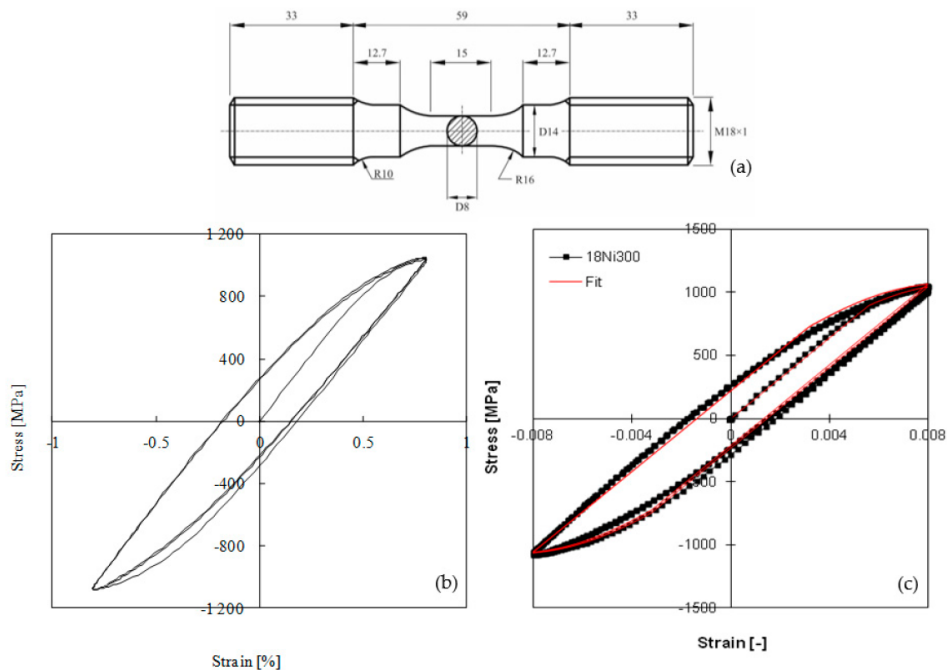 33 59 33
12.7 15 12.7
D14
M18×1
R10
R16
D8
(a)
1 200
800
400
0
-400
-800
-1 200
-1 -0.5 0 0.5 1
Stress [MPa]
Strain [%]
(b)
1500
1000
500
0
-500
-1000
-1500
-0.008 -0.004 0 0.004 0.008
18Ni300
Fit
Stress [MPa]
Strain [-]
(c)